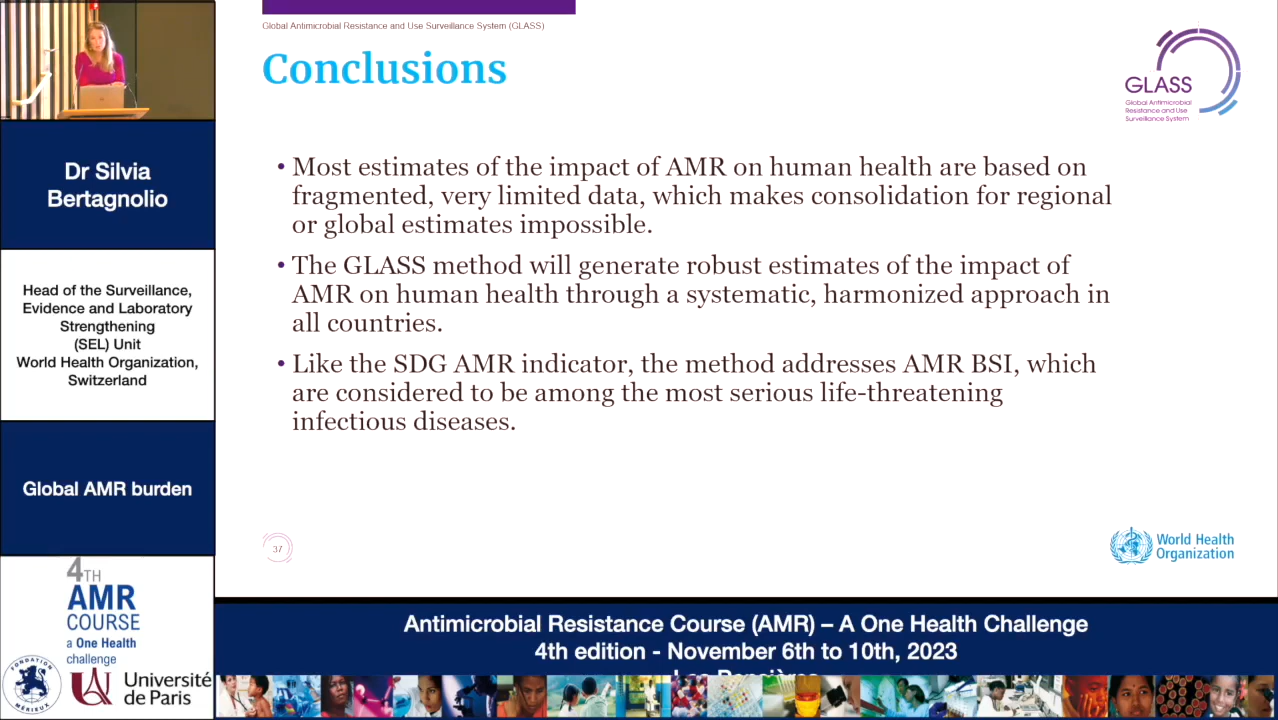 Global Antimicrobial Resistance and Use Surveillance System (GLASS)
Conclusions
GLASS
Global Antimicrobial
Resistance and Use
Surveillance System
• Most estimates of the impact of AMR on human health are based on
fragmented, very limited data, which makes consolidation for regional
or global estimates impossible.
• The GLASS method will generate robust estimates of the impact of
AMR on human health through a systematic, harmonized approach in
all countries.
• Like the SDG AMR indicator, the method addresses AMR BSI, which
are considered to be among the most serious life-threatening
infectious diseases.
37
World Health
Organization
Dr Silvia
Bertagnolio
Head of the Surveillance,
Evidence and Laboratory
Strengthening
(SEL) Unit
World Health Organization,
Switzerland
Global AMR burden
4TH
AMR
COURSE
a One Health
challenge
FONDATION
MÉRIEUX
Université
de Paris
Antimicrobial Resistance Course (AMR) – A One Health Challenge
4th edition - November 6th to 10th, 2023